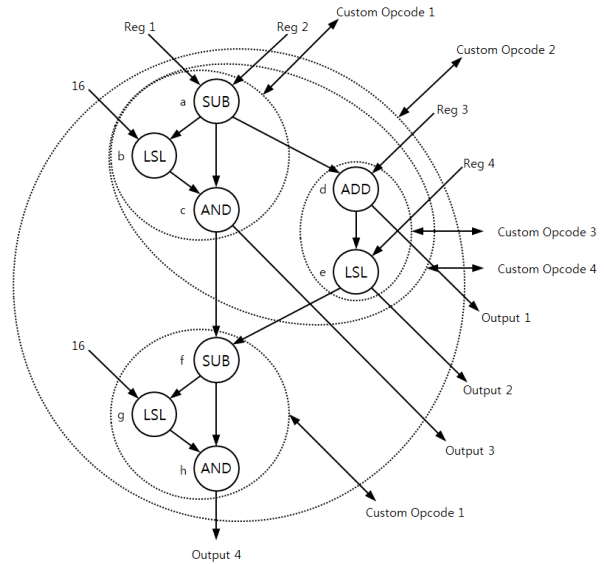 Custom Opcode 1
Reg 1
Reg 2
Custom Opcode 2
16
a
SUB
Reg 3
b
LSL
Reg 4
d
ADD
c
AND
Custom Opcode 3
e
LSL
Custom Opcode 4
Output 1
16
f
SUB
Output 2
g
LSL
Output 3
h
AND
Custom Opcode 1
Output 4